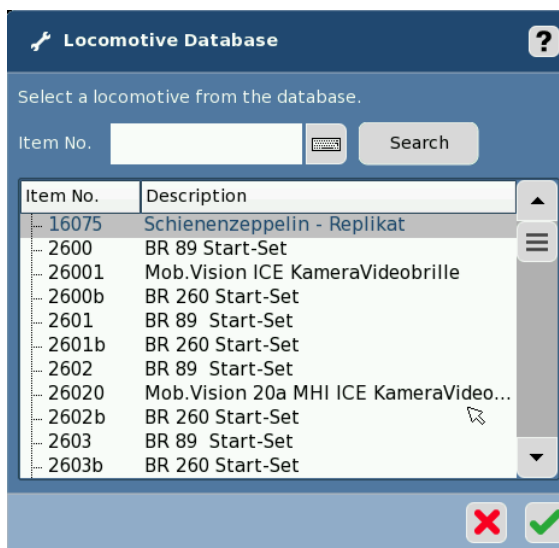 Locomotive Database
?
Select a locomotive from the database.
Item No.
Search
Item No. Description
16075 Schienenzeppelin - Replikat
2600 BR 89 Start-Set
26001 Mob.Vision ICE KameraVideobrille
2600b BR 260 Start-Set
2601 BR 89  Start-Set
2601b BR 260 Start-Set
2602 BR 89  Start-Set
26020 Mob.Vision 20a MHI ICE KameraVideo...
2602b BR 260 Start-Set
2603 BR 89  Start-Set
2603b BR 260 Start-Set